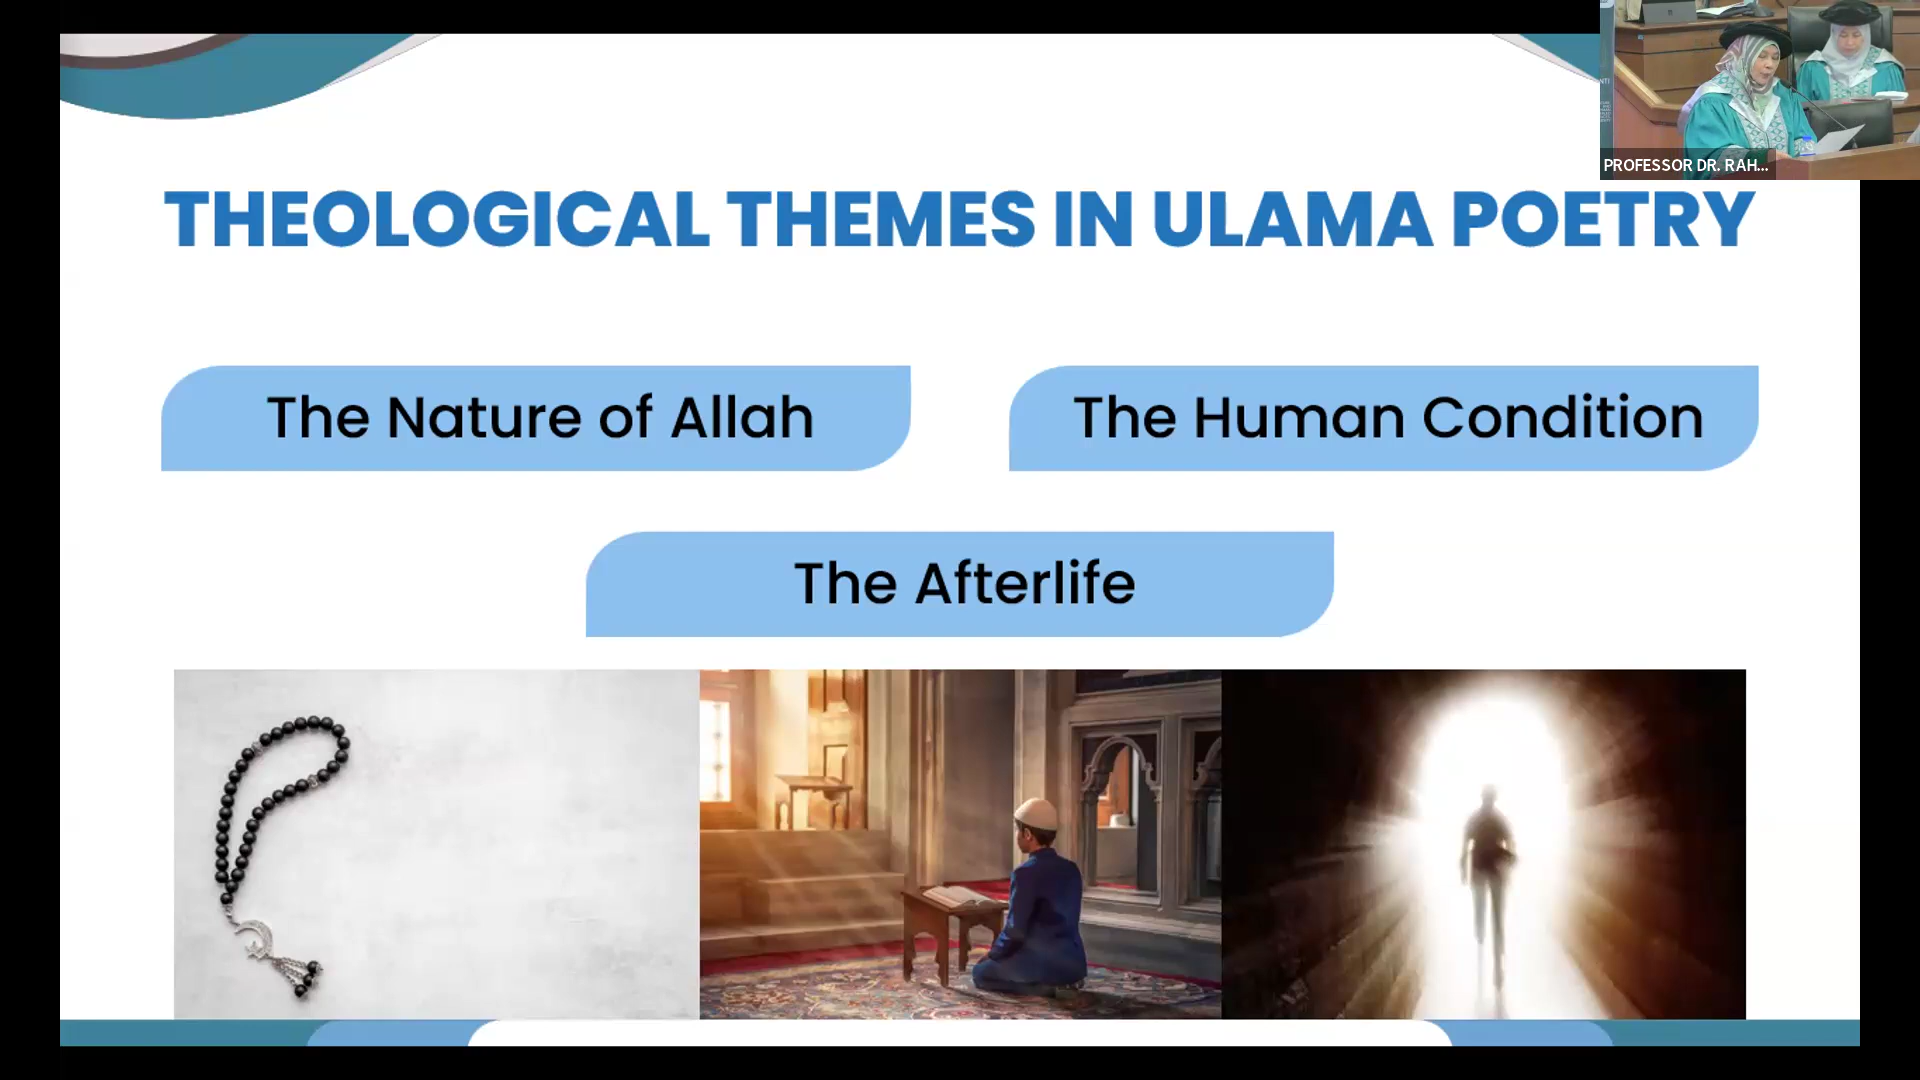 PROFESSOR DR. RAH...
THEOLOGICAL THEMES IN ULAMA POETRY
The Nature of Allah
The Human Condition
The Afterlife